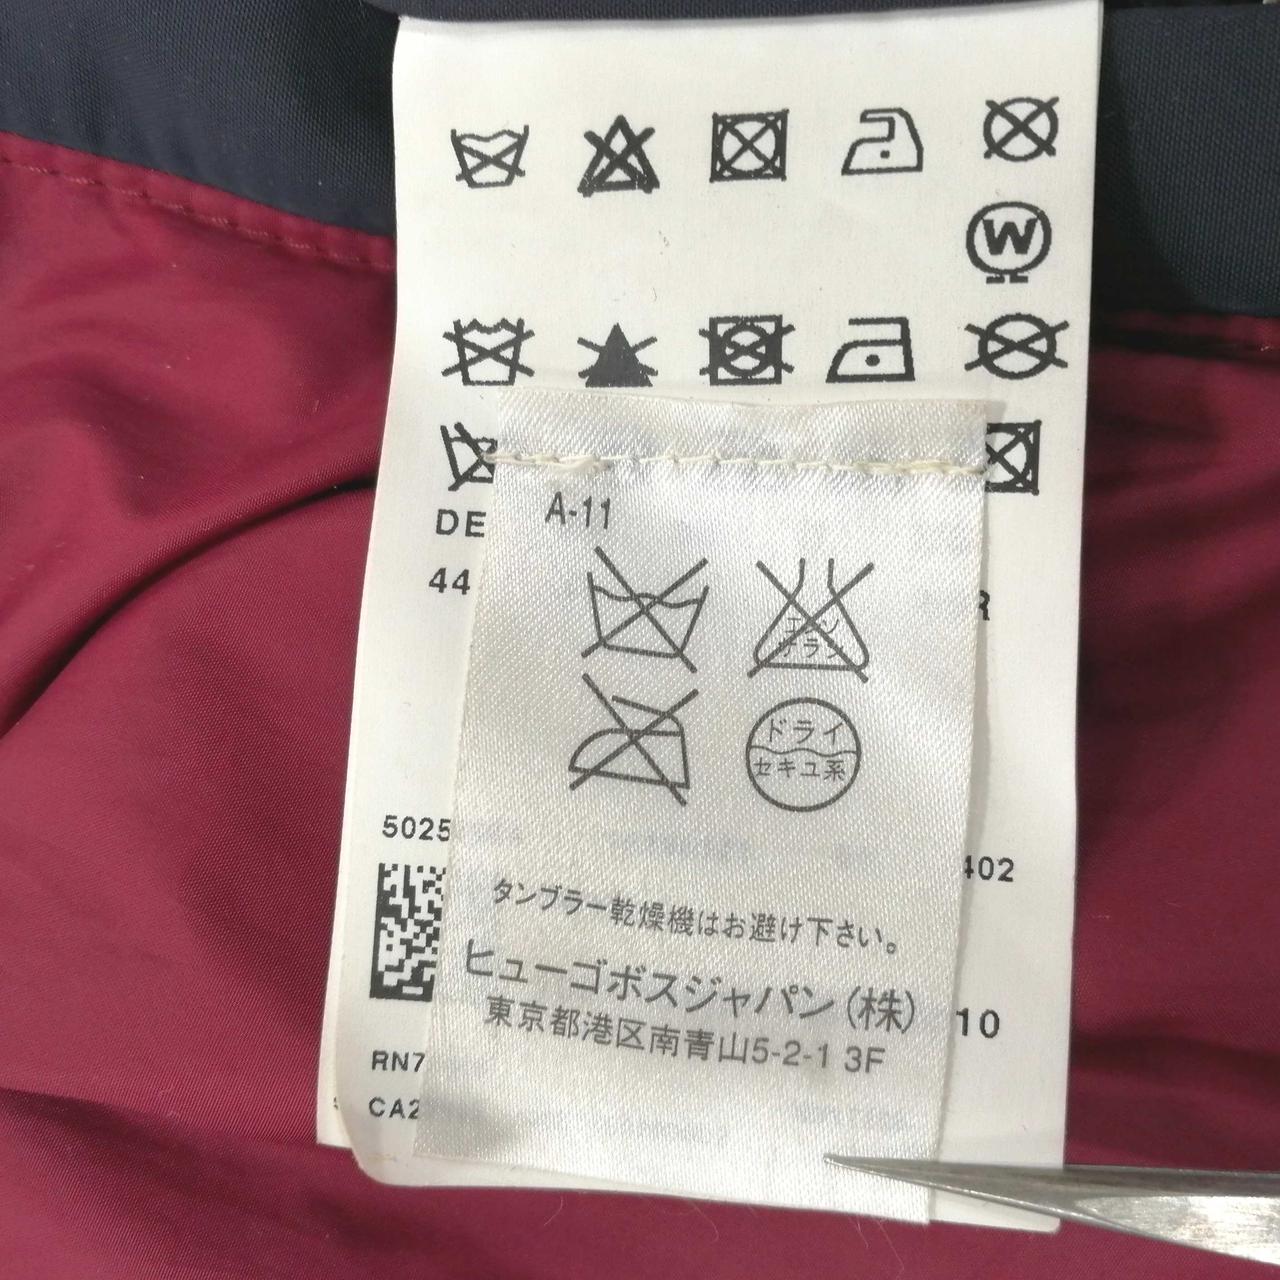 W
DE
A-11
44
R
エンソ
サラシ
ドライ
セキユ系
5025
402
タンブラー乾燥機はお避け下さい。
ヒューゴボスジャパン(株)
10
東京都港区南青山5-2-1 3F
RN7
CA2